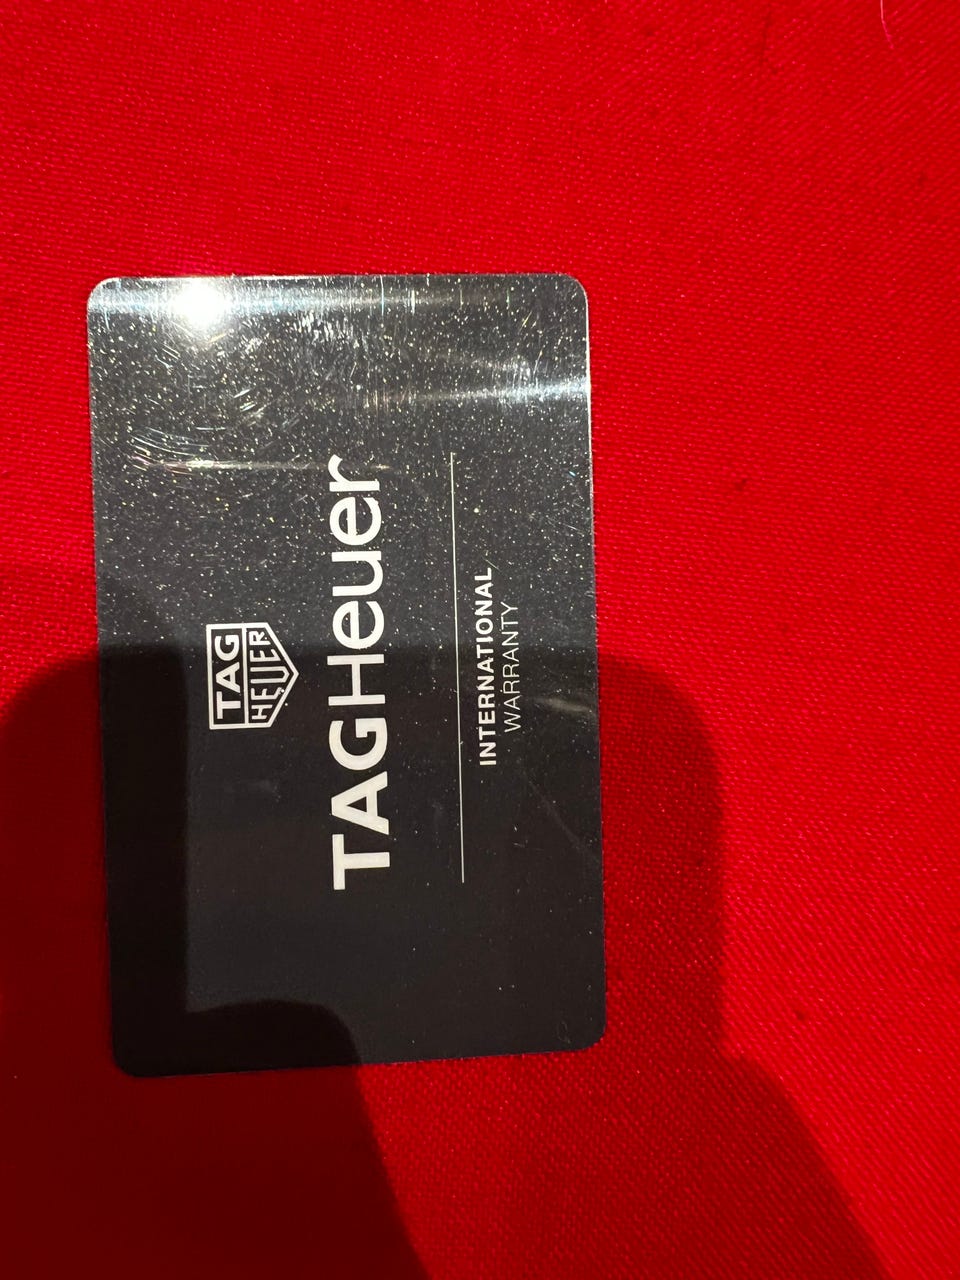 TAG
HEUER
TAGHeuer
INTERNATIONAL
WARRANTY